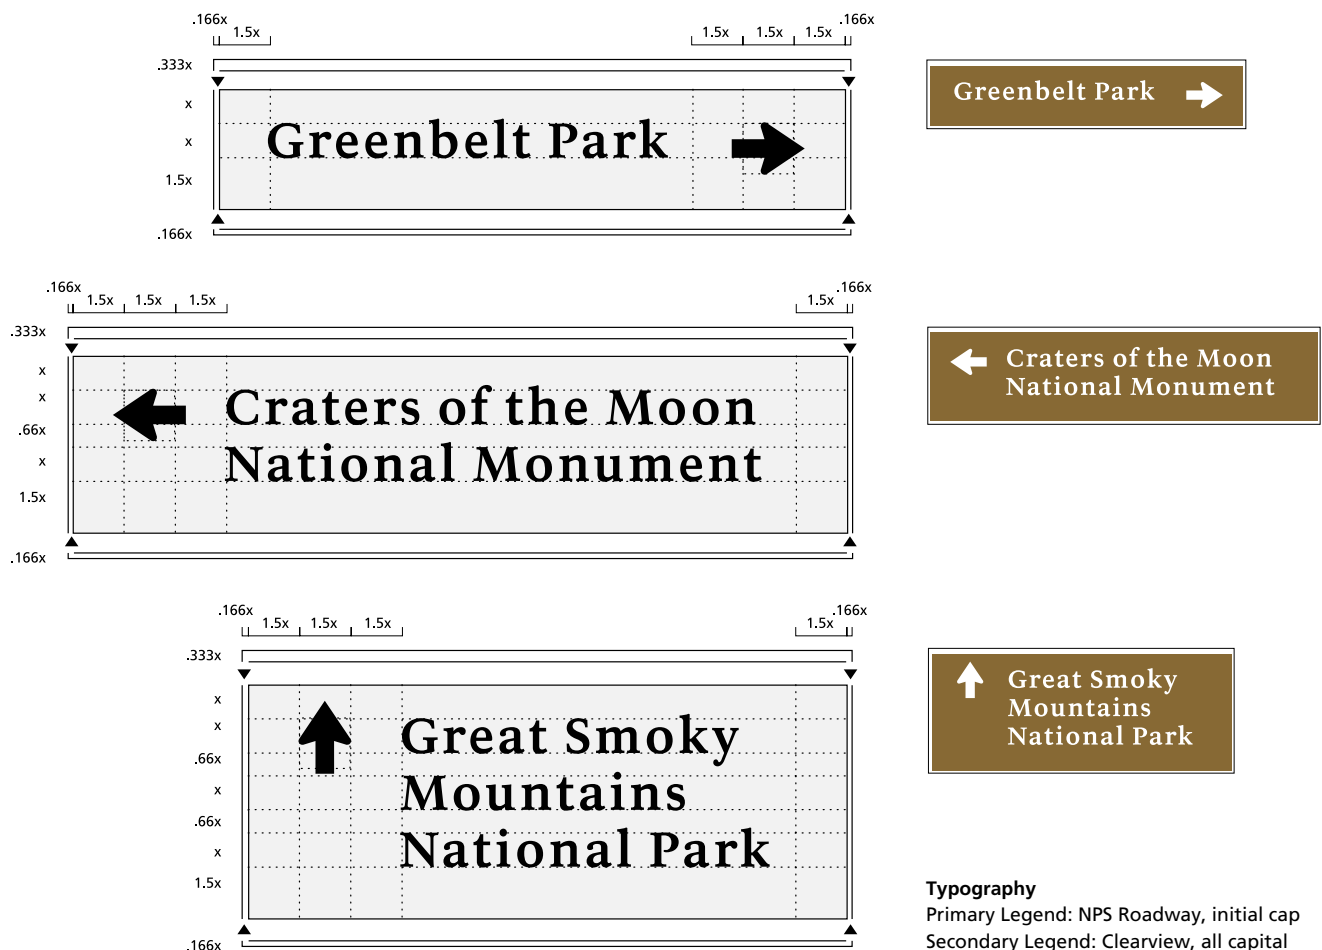 .166x
.166x
1.5x
1.5x
1.5x
1.5x
.333x
x
x
1.5x
.166x
Greenbelt Park
Greenbelt Park
.166x
.166x
1.5x
1.5x
1.5x
1.5x
.333x
x
x
.66x
x
1.5x
.166x
Craters of the Moon
National Monument
Craters of the Moon
National Monument
.166x
.166x
1.5x
1.5x
1.5x
1.5x
.333x
x
x
.66x
x
.66x
x
1.5x
.166x
Great Smoky
Mountains
National Park
Great Smoky
Mountains
National Park
Typography
Primary Legend: NPS Roadway, initial cap
Secondary Legend: Clearview, all capital